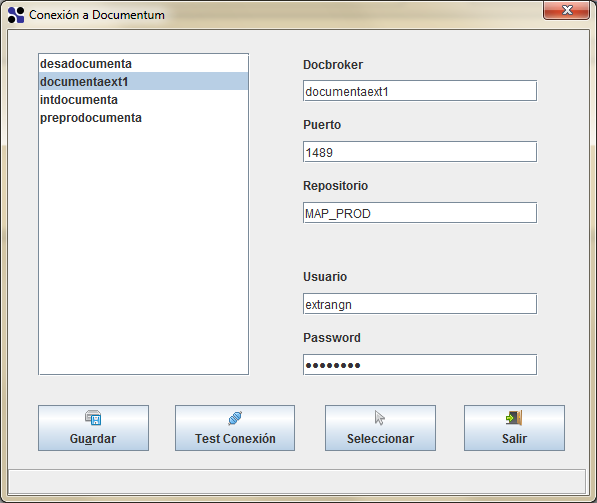 Conexión a Documentum
desadocumenta
documentaext1
intdocumenta
preprodocumenta
Docbroker
documentaext1
Puerto
1489
Repositorio
MAP_PROD
Usuario
extrangn
Password
●●●●●●●●
Guardar
Test Conexión
Seleccionar
Salir